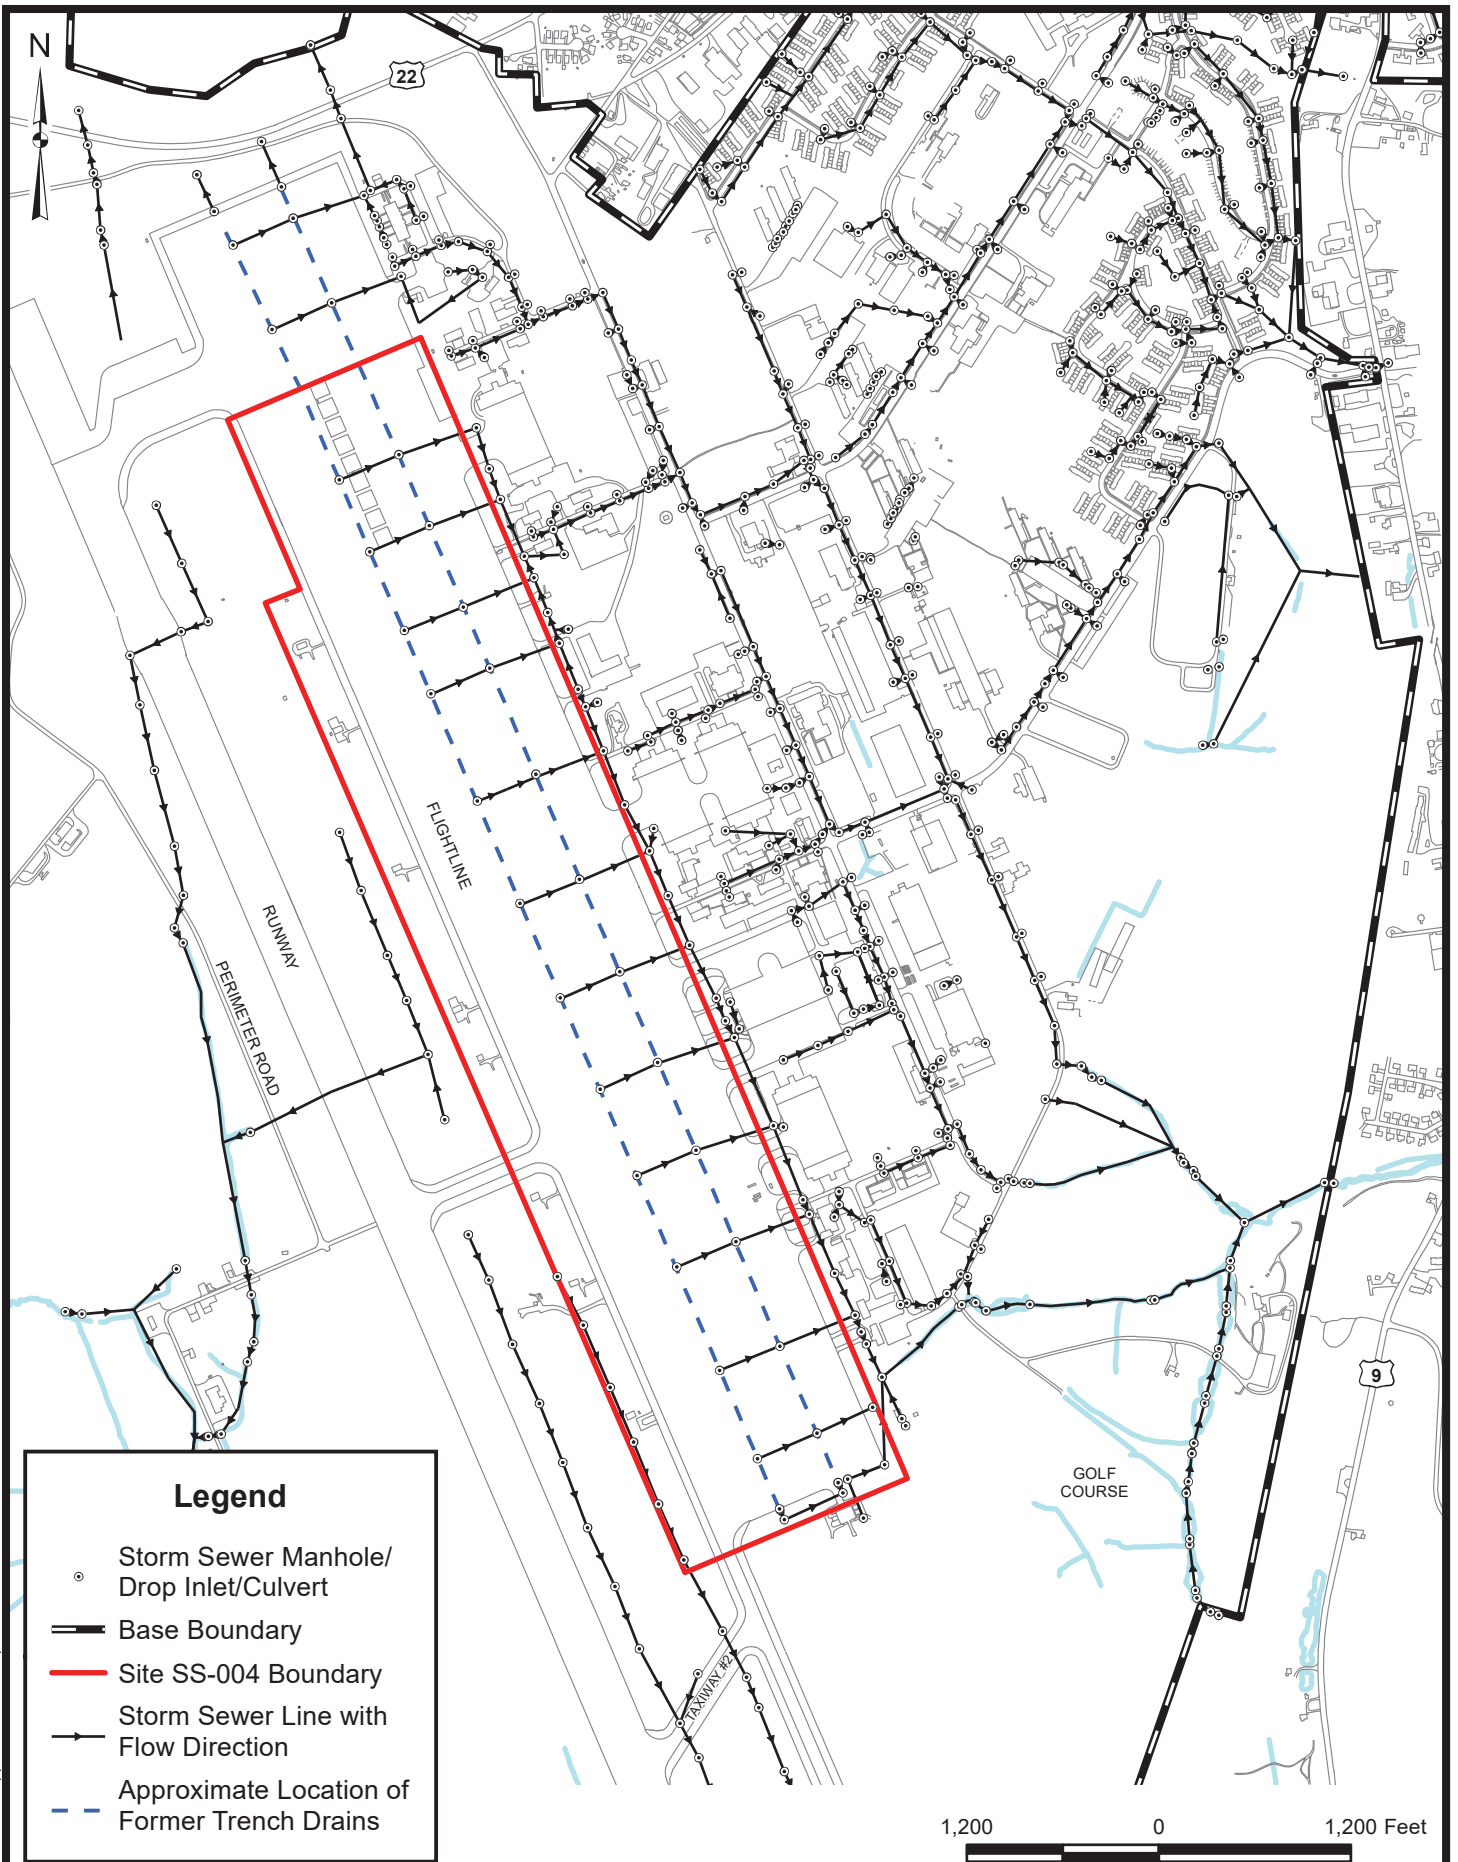 N
22
FLIGHTLINE
RUNWAY
PERIMETER ROAD
9
GOLF
COURSE
TAXIWAY #2
Legend
Storm Sewer Manhole/
Drop Inlet/Culvert
Base Boundary
Site SS-004 Boundary
Storm Sewer Line with
Flow Direction
Approximate Location of
Former Trench Drains
1,200 0 1,200 Feet